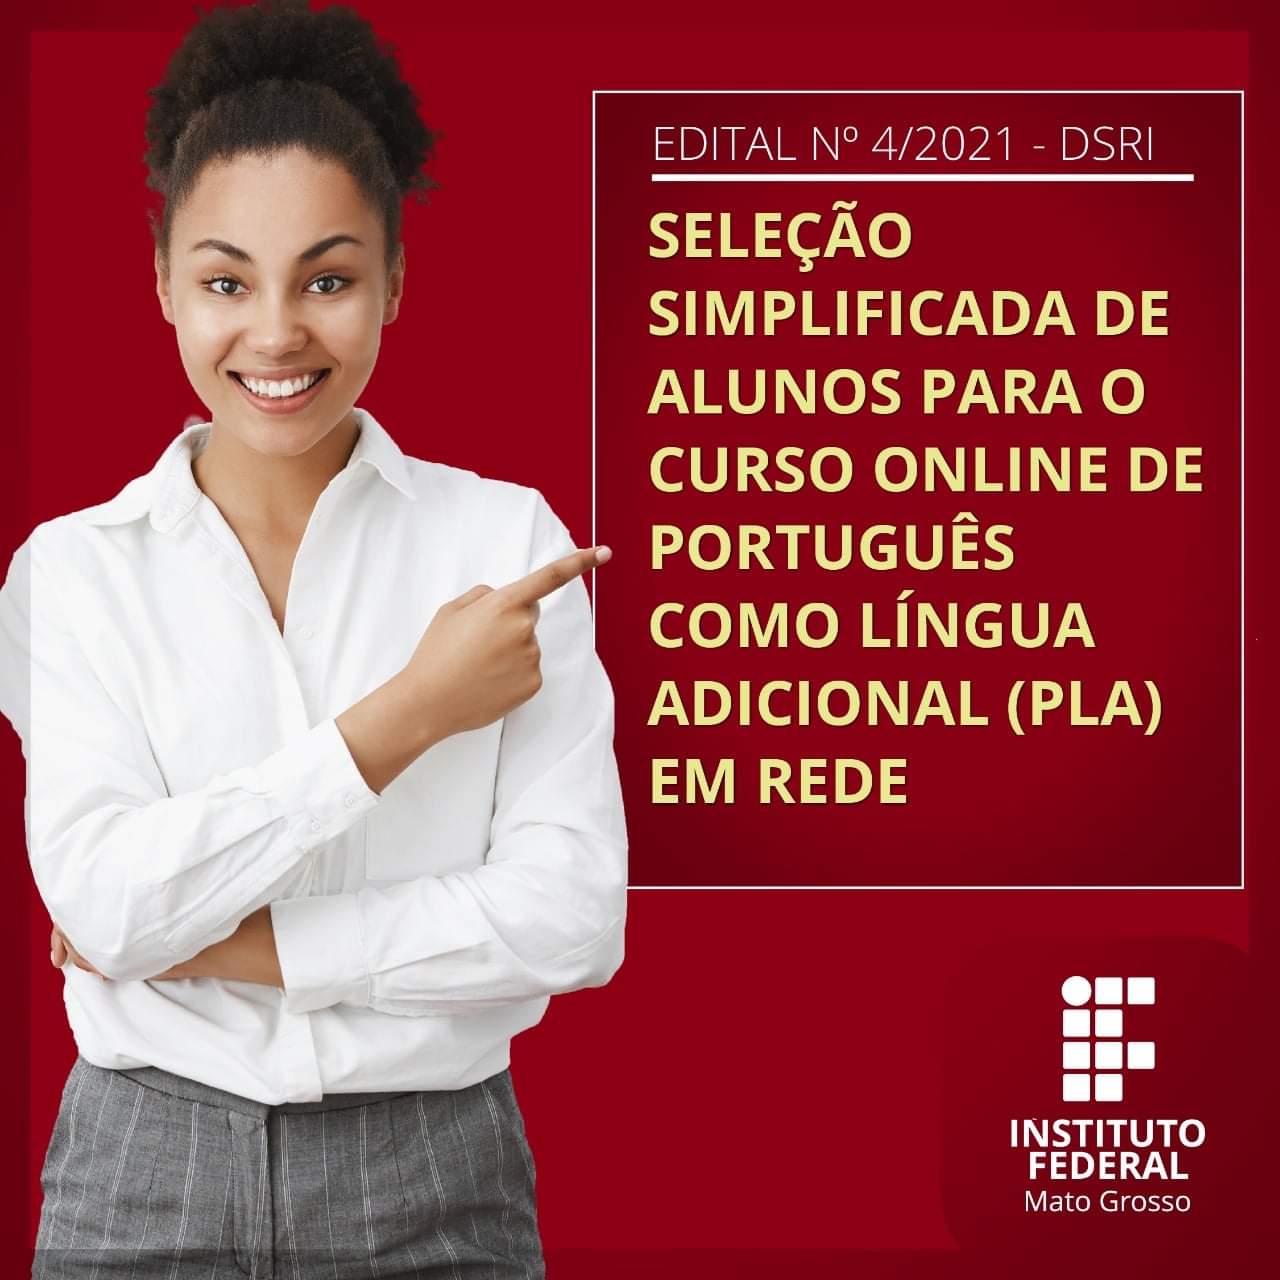 EDITAL Nº 4/2021 - DSRI
SELEÇÃO
SIMPLIFICADA DE
ALUNOS PARA O
CURSO ONLINE DE
PORTUGUÊS
COMO LÍNGUA
ADICIONAL (PLA)
EM REDE
INSTITUTO
FEDERAL
Mato Grosso